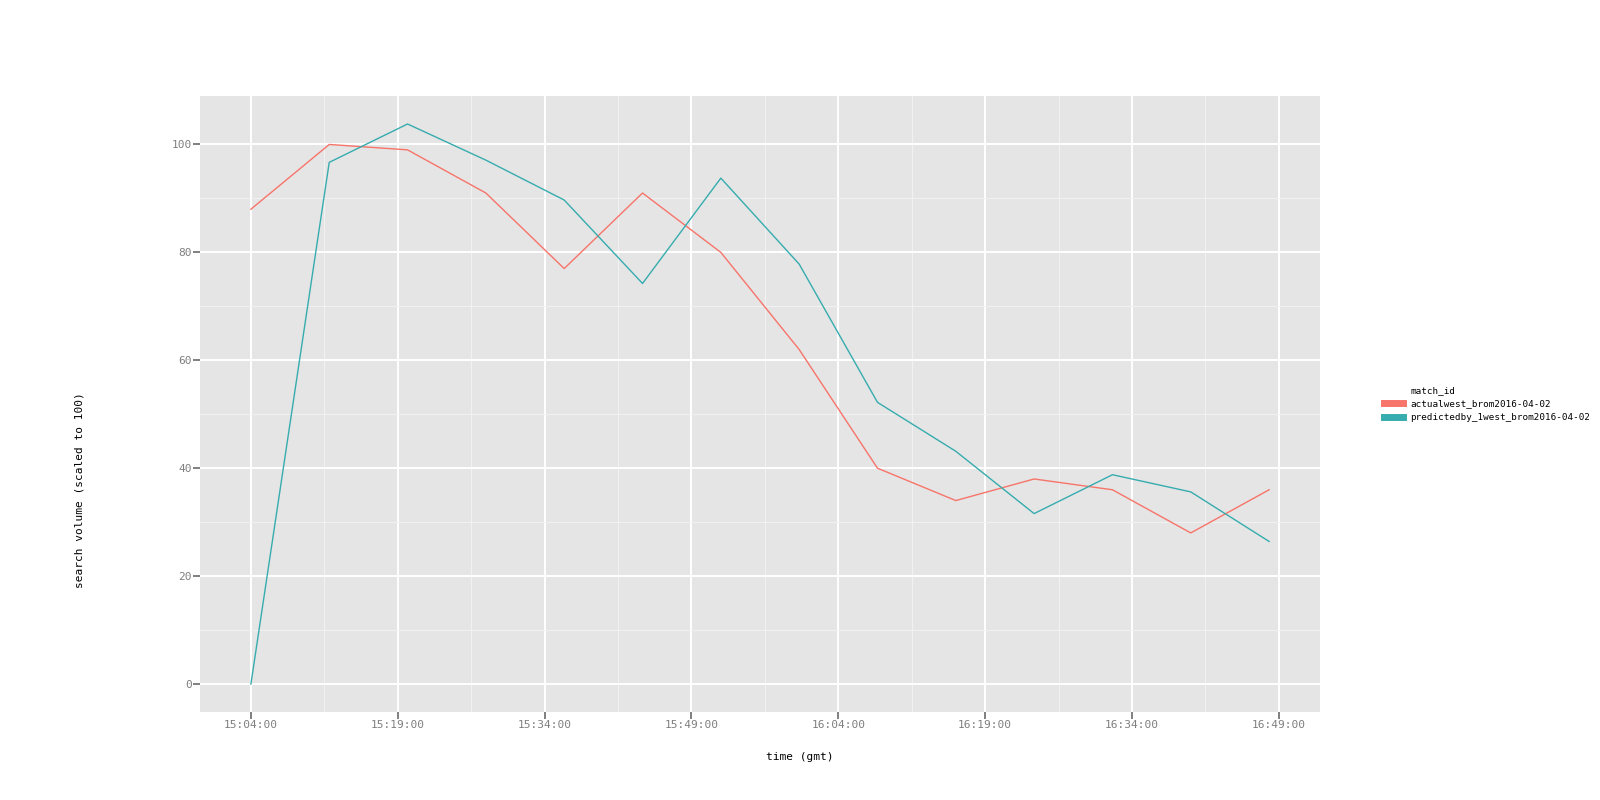 search volume (scaled to 100)
100
80
60
40
20
0
15:04:00 15:19:00 15:34:00 15:49:00 16:04:00 16:19:00 16:34:00 16:49:00
time (gmt)
match_id
actualwest_brom2016-04-02
predictedby_1west_brom2016-04-02